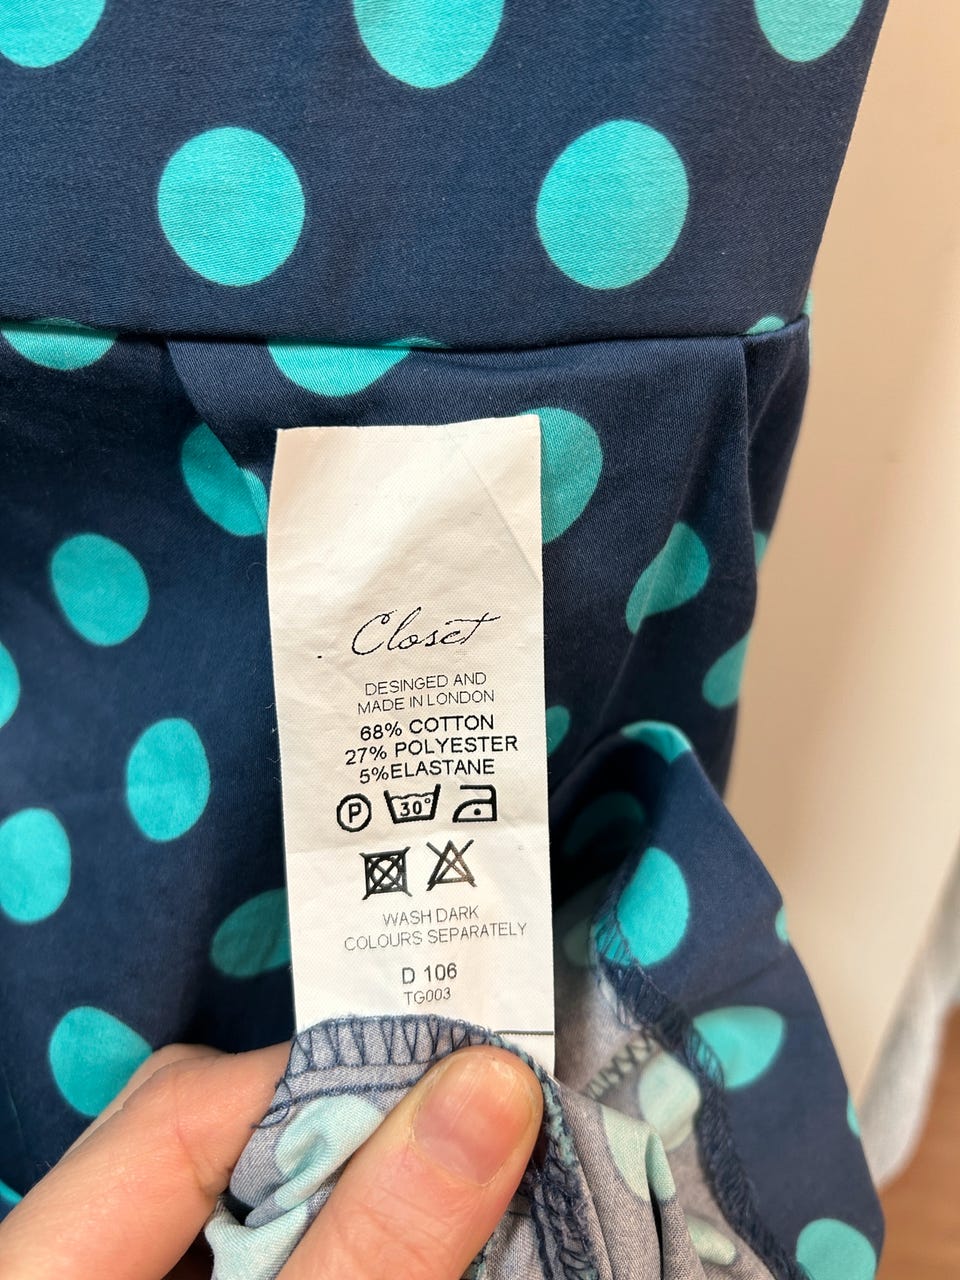 Closet
DESINGED AND
MADE IN LONDON
68% COTTON
27% POLYESTER
5%ELASTANE
P 30°
WASH DARK
COLOURS SEPARATELY
D 106
TG003